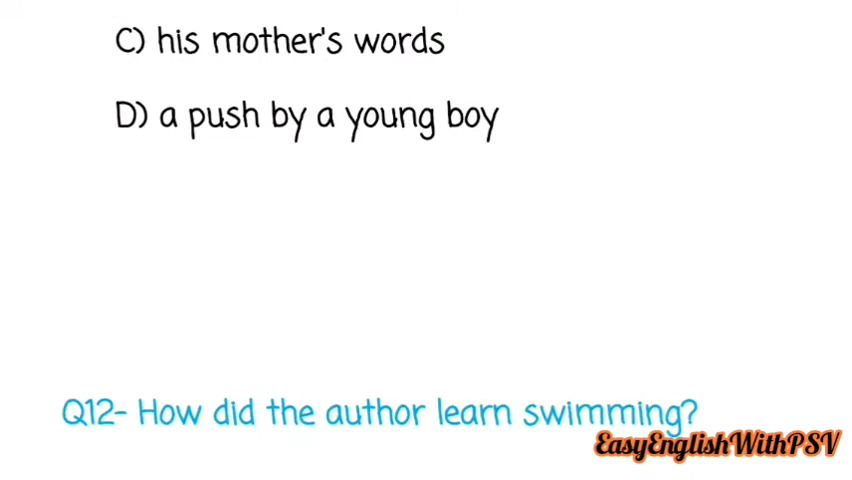 C) his mother's words
D) a push by a young boy
Q12- How did the author learn swimming?
EasyEnglishWithPSV